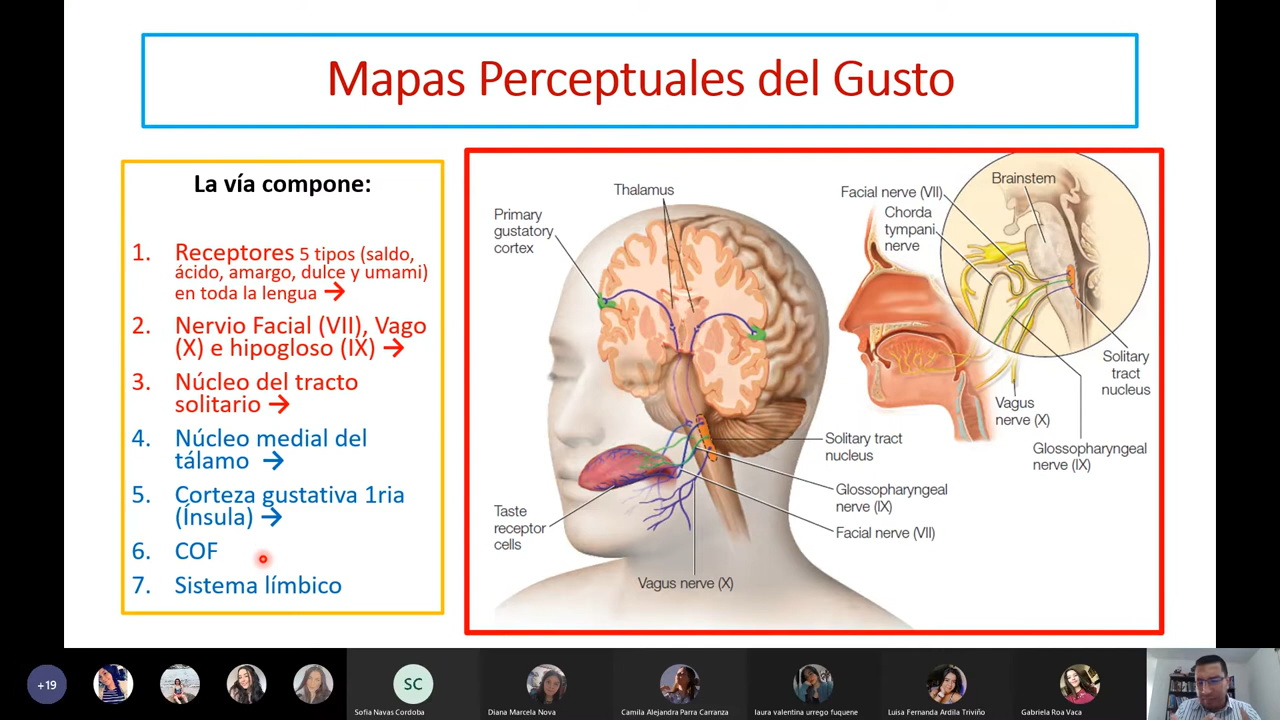 Mapas Perceptuales del Gusto
La vía compone:
1. Receptores 5 tipos (saldo,
ácido, amargo, dulce y umami)
en toda la lengua →
2. Nervio Facial (VII), Vago
(X) e hipogloso (IX) →
3. Núcleo del tracto
solitario →
4. Núcleo medial del
tálamo →
5. Corteza gustativa 1ria
(Ínsula) →
6. COF
7. Sistema límbico
Thalamus
Primary
gustatory
cortex
Taste
receptor
cells
Vagus nerve (X)
Solitary tract
nucleus
Glossopharyngeal
nerve (IX)
Facial nerve (VII)
Facial nerve (VII)
Chorda
tympani
nerve
Brainstem
Solitary
tract
nucleus
Vagus
nerve (X)
Glossopharyngeal
nerve (IX)
+19
SC
Sofía Navas Cordoba
Diana Marcela Nova
Camila Alejandra Parra Carranza
laura valentina urrego fuquene
Luisa Fernanda Ardila Triviño
Gabriela Roa Vaca